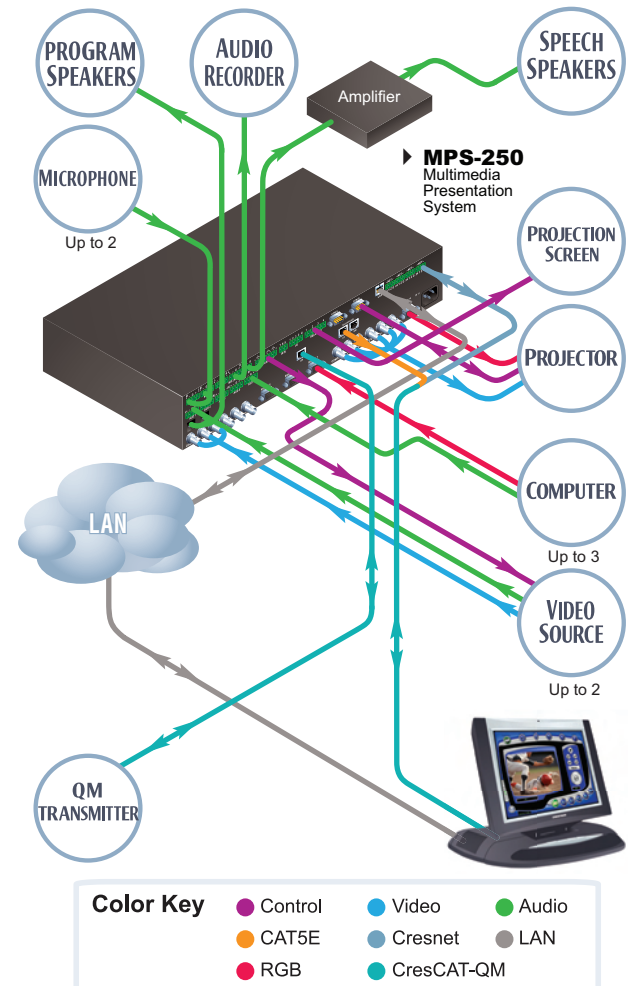 PROGRAM
SPEAKERS
AUDIO
RECORDER
SPEECH
SPEAKERS
Amplifier
MPS-250
Multimedia
Presentation
System
MICROPHONE
Up to 2
PROJECTION
SCREEN
PROJECTOR
COMPUTER
Up to 3
LAN
VIDEO
SOURCE
Up to 2
QM
TRANSMITTER
Color Key
Control
Video
Audio
CAT5E
Cresnet
LAN
RGB
CresCAT-QM